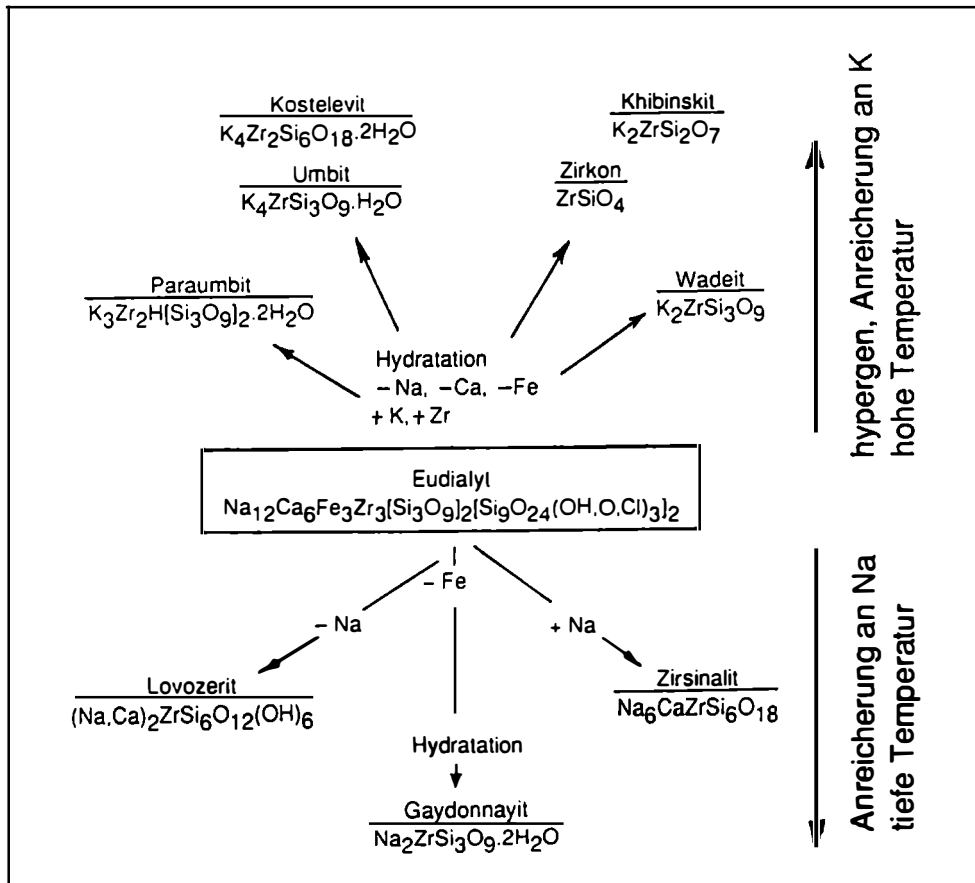 Kostelevit
K₄Zr₂Si₆O₁₈.2H₂O
Khibinskit
K₂ZrSi₂O₇
Umbit
K₄ZrSi₃O₉.H₂O
Zirkon
ZrSiO₄
Paraumbit
K₃Zr₂H[Si₃O₉]₂.2H₂O
Wadeit
K₂ZrSi₃O₉
Hydratation
– Na, –Ca, –Fe
+ K, + Zr
Eudialyt
Na₁₂Ca₆Fe₃Zr₃[Si₃O₉]₂[Si₉O₂₄(OH,O,Cl)₃]₂
– Fe
– Na
+ Na
Lovozerit
(Na,Ca)₂ZrSi₆O₁₂(OH)₆
Zirsinalit
Na₆CaZrSi₆O₁₈
Hydratation
Gaydonnayit
Na₂ZrSi₃O₉.2H₂O
hypergen, Anreicherung an K
hohe Temperatur
Anreicherung an Na
tiefe Temperatur